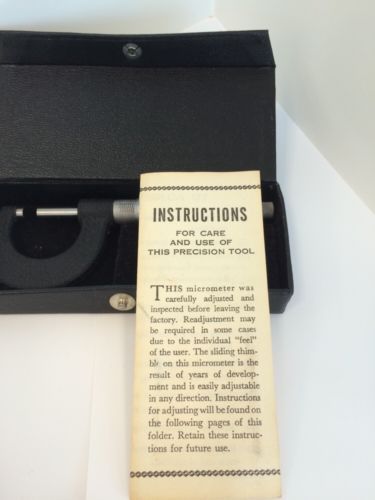 INSTRUCTIONS
FOR CARE
AND USE OF
THIS PRECISION TOOL
THIS micrometer was
carefully adjusted and
inspected before leaving the
factory. Readjustment may
be required in some cases
due to the individual "feel"
of the user. The sliding thim-
ble on this micrometer is the
result of years of develop-
ment and is easily adjustable
in any direction. Instructions
for adjusting will be found on
the following pages of this
folder. Retain these instruc-
tions for future use.